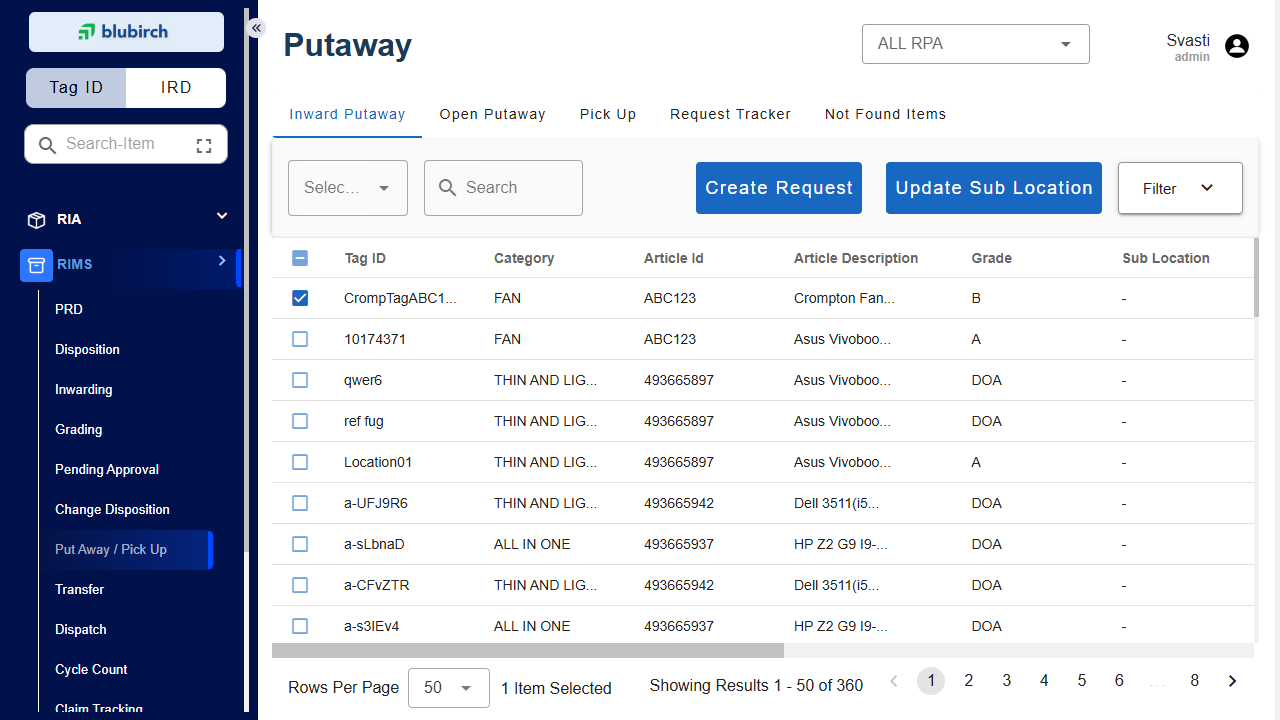 blubirch
Tag ID IRD
Search-Item
RIA
RIMS
PRD
Disposition
Inwarding
Grading
Pending Approval
Change Disposition
Put Away / Pick Up
Transfer
Dispatch
Cycle Count
Claim Tracking
Putaway
ALL RPA
Svasti
admin
Inward Putaway Open Putaway Pick Up Request Tracker Not Found Items
Selec... Search Create Request Update Sub Location Filter
Tag ID Category Article Id Article Description Grade Sub Location
CrompTagABC1... FAN ABC123 Crompton Fan... B -
10174371 FAN ABC123 Asus Vivoboo... A -
qwer6 THIN AND LIG... 493665897 Asus Vivoboo... DOA -
ref fug THIN AND LIG... 493665897 Asus Vivoboo... DOA -
Location01 THIN AND LIG... 493665897 Asus Vivoboo... A -
a-UFJ9R6 THIN AND LIG... 493665942 Dell 3511(i5... DOA -
a-sLbnaD ALL IN ONE 493665937 HP Z2 G9 I9-... DOA -
a-CFvZTR THIN AND LIG... 493665942 Dell 3511(i5... DOA -
a-s3IEv4 ALL IN ONE 493665937 HP Z2 G9 I9-... DOA -
Rows Per Page 50 1 Item Selected Showing Results 1 - 50 of 360 1 2 3 4 5 6 ... 8